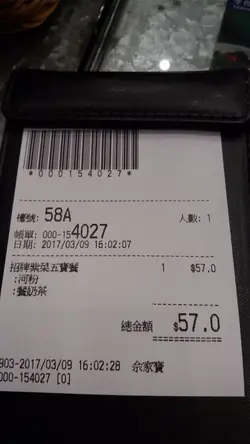 *000154027*
檯號: 58A 人數: 1
帳單: 000-154027
日期: 2017/03/09 16:02:07
招牌紫菜五寶餐 1 $57.0
:河粉
:餐奶茶
總金額 $57.0
903-2017/03/09 16:02:28 佘家寶
000-154027 [0]